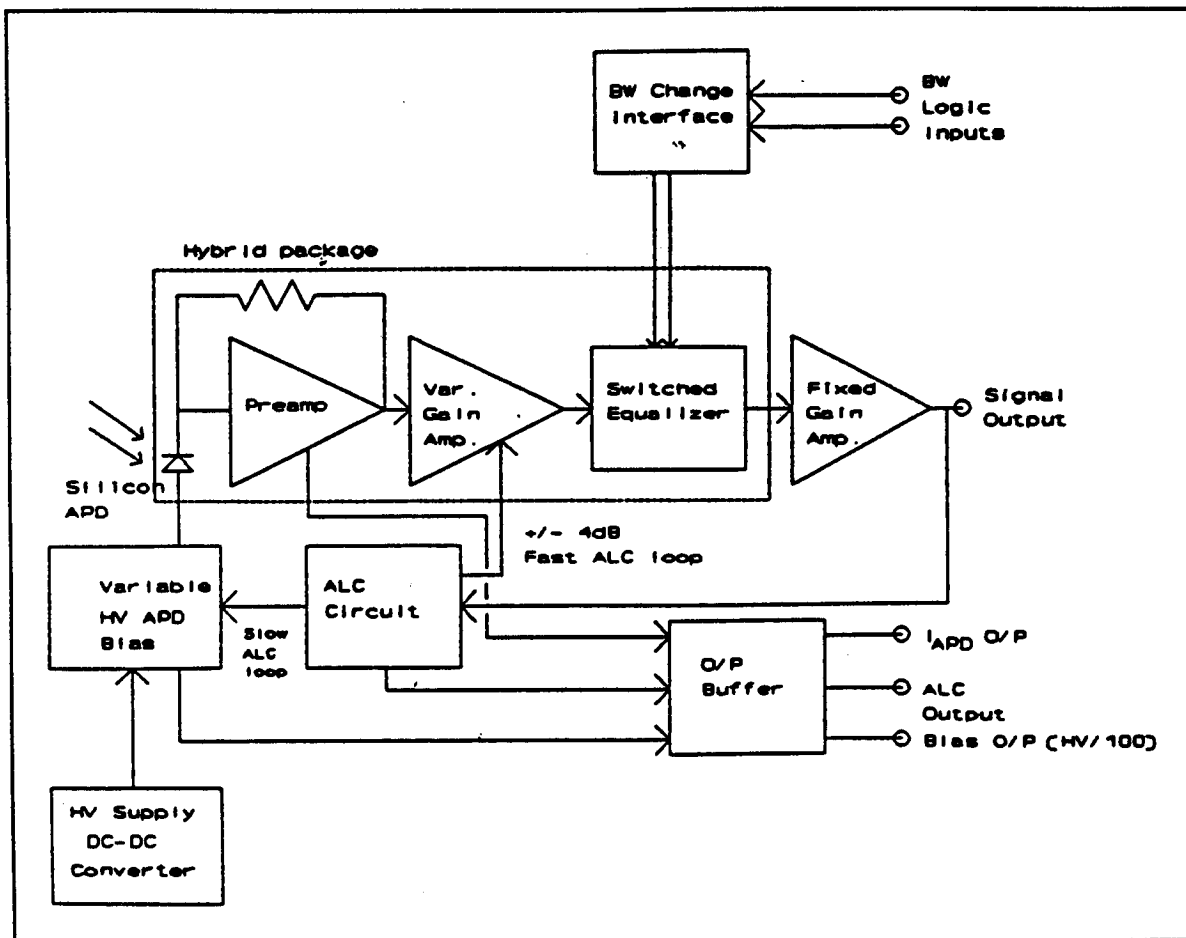 BW Change
Interface
BW
Logic
Inputs
Hybrid package
Preamp
Var.
Gain
Amp.
Switched
Equalizer
Fixed
Gain
Amp.
Signal
Output
Silicon
APD
+/- 4dB
Fast ALC loop
Variable
HV APD
Bias
Slow
ALC
loop
ALC
Circuit
O/P
Buffer
IAPD O/P
ALC
Output
Bias O/P (HV/100)
HV Supply
DC-DC
Converter